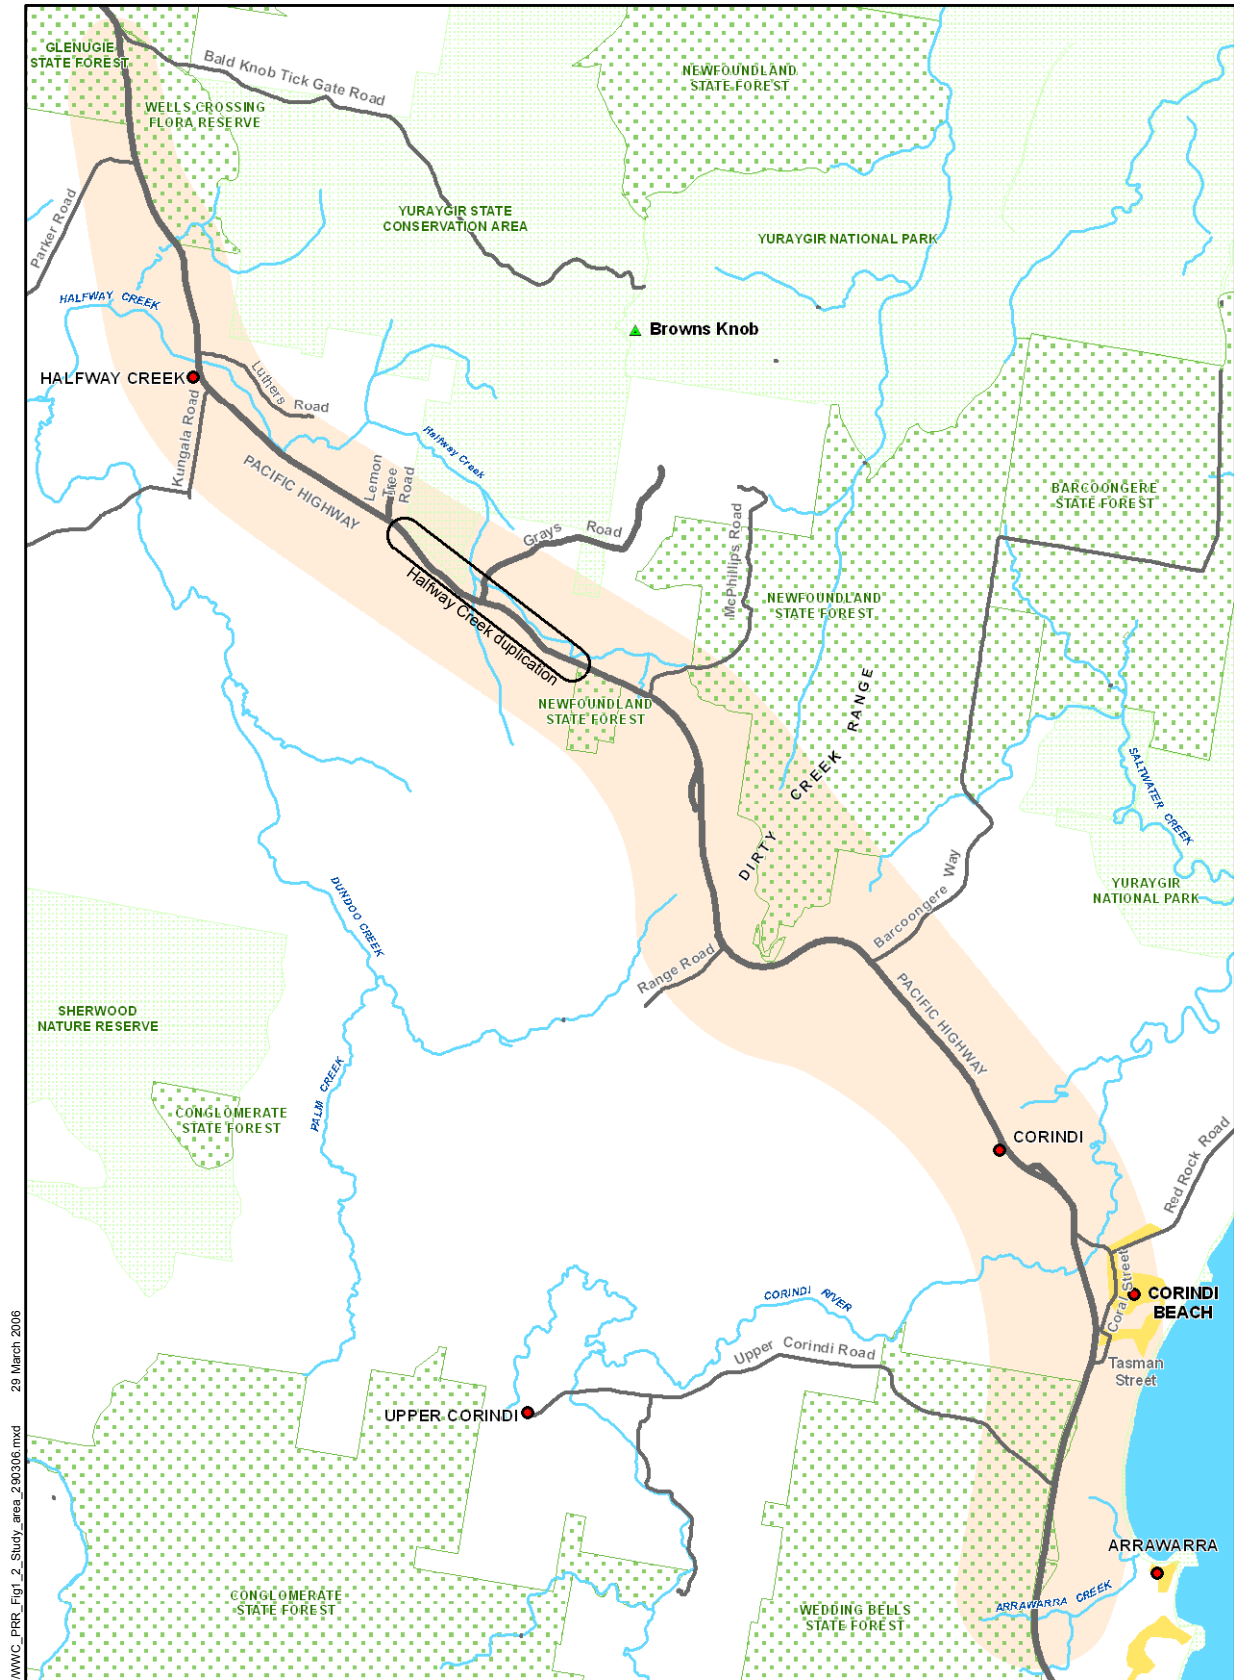 GLENUGIE
STATE FOREST
Bald Knob Tick Gate Road
NEWFOUNDLAND
STATE FOREST
WELLS CROSSING
FLORA RESERVE
Parker Road
YURAYGIR STATE
CONSERVATION AREA
YURAYGIR NATIONAL PARK
HALFWAY CREEK
Browns Knob
HALFWAY CREEK
Luthers Road
Kungala Road
Halfway Creek
PACIFIC HIGHWAY
Lemon
Tree
Road
Grays Road
McPhillips Road
BARCOONGERE
STATE FOREST
Halfway Creek duplication
NEWFOUNDLAND
STATE FOREST
NEWFOUNDLAND
STATE FOREST
DIRTY CREEK RANGE
SALTWATER CREEK
DUNDOO CREEK
Barcoongere Way
YURAYGIR
NATIONAL PARK
Range Road
PACIFIC HIGHWAY
SHERWOOD
NATURE RESERVE
PALM CREEK
CONGLOMERATE
STATE FOREST
CORINDI
Red Rock Road
Coral Street
CORINDI
BEACH
CORINDI RIVER
Upper Corindi Road
Tasman
Street
UPPER CORINDI
ARRAWARRA
ARRAWARRA CREEK
CONGLOMERATE
STATE FOREST
WEDDING BELLS
STATE FOREST
/WWC_PRR_Fig1_2_Study_area_290306.mxd 29 March 2006